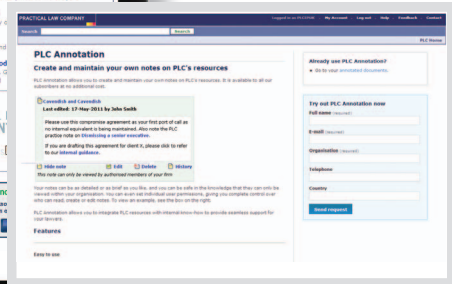 PRACTICAL LAW COMPANY
My Account Log out Help Feedback Contact
Search
Search
PLC Home
PLC Annotation
Create and maintain your own notes on PLC's resources
PLC Annotation allows you to create and maintain your own notes on PLC's resources. It is available to all our
subscribers at no additional cost.
Cavendish and Cavendish
Last edited: 17-May-2011 by John Smith
Please use this compromise agreement as your first port of call as
no internal equivalent is being maintained. Also note the PLC
practice note on Dismissing a senior executive.
If you are drafting this agreement for client X, please click to refer
to our internal guidance.
Hide note Edit Delete History
This note can only be viewed by authorised members of your firm
Your notes can be as detailed or as brief as you like, and you can be safe in the knowledge that they can only be
viewed within your organisation. You can even set individual user permissions, giving you complete control over
who can read, create or edit notes. To view an example, see the box on the right.
PLC Annotation allows you to integrate PLC resources with internal know-how to provide seamless support for
your lawyers.
Features
Easy to use
Already use PLC Annotation?
Go to your annotated documents.
Try out PLC Annotation now
Full name (required)
E-mail (required)
Organisation (required)
Telephone
Country
Send request